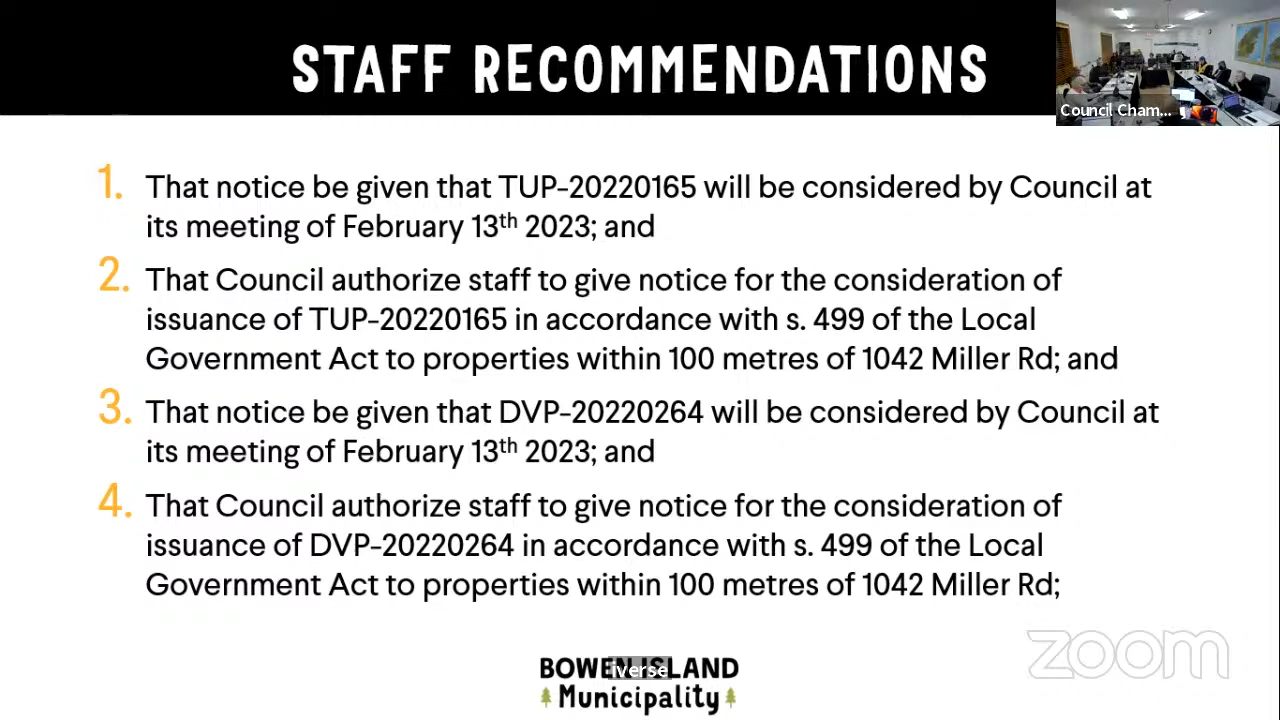 STAFF RECOMMENDATIONS
Council Cham...
1. That notice be given that TUP-20220165 will be considered by Council at
its meeting of February 13th 2023; and
2. That Council authorize staff to give notice for the consideration of
issuance of TUP-20220165 in accordance with s. 499 of the Local
Government Act to properties within 100 metres of 1042 Miller Rd; and
3. That notice be given that DVP-20220264 will be considered by Council at
its meeting of February 13th 2023; and
4. That Council authorize staff to give notice for the consideration of
issuance of DVP-20220264 in accordance with s. 499 of the Local
Government Act to properties within 100 metres of 1042 Miller Rd;
zoom
BOWEN ISLAND
iverse
Municipality